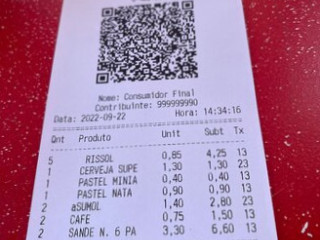 Nome: Consumidor Final
Contribuinte: 999999990
Data: 2022-09-22 Hora: 14:34:16
Qnt Produto Unit Subt Tx
5 RISSOL 0,85 4,25 13
1 CERVEJA SUPE 1,30 1,30 23
1 PASTEL MINIA 0,40 0,40 13
1 PASTEL NATA 0,90 0,90 13
2 aSUMOL 1,40 2,80 23
2 CAFE 0,75 1,50 13
2 SANDE N. 6 PA 3,30 6,60 13